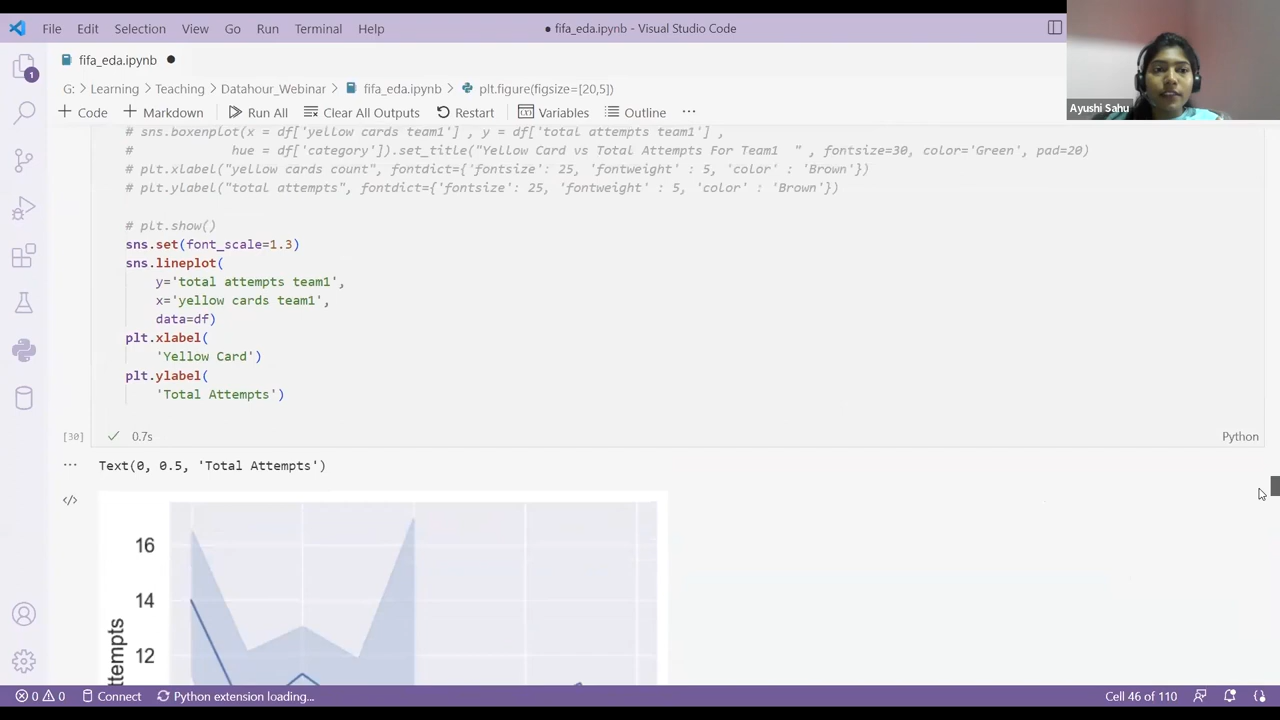 File Edit Selection View Go Run Terminal Help
● fifa_eda.ipynb - Visual Studio Code
fifa_eda.ipynb ●
G: > Learning > Teaching > Datahour_Webinar > fifa_eda.ipynb > plt.figure(figsize=[20,5])
+ Code + Markdown Run All Clear All Outputs Restart Variables Outline ...
Ayushi Sahu
1
# sns.boxenplot(x = df['yellow cards team1'] , y = df['total attempts team1'] ,
# hue = df['category']).set_title("Yellow Card vs Total Attempts For Team1 " , fontsize=30, color='Green', pad=20)
# plt.xlabel("yellow cards count", fontdict={'fontsize': 25, 'fontweight' : 5, 'color' : 'Brown'})
# plt.ylabel("total attempts", fontdict={'fontsize': 25, 'fontweight' : 5, 'color' : 'Brown'})
# plt.show()
sns.set(font_scale=1.3)
sns.lineplot(
y='total attempts team1',
x='yellow cards team1',
data=df)
plt.xlabel(
'Yellow Card')
plt.ylabel(
'Total Attempts')
[30] ✓ 0.7s
Python
... Text(0, 0.5, 'Total Attempts')
</>
16
14
12
ttempts
0 0 Connect Python extension loading... Cell 46 of 110